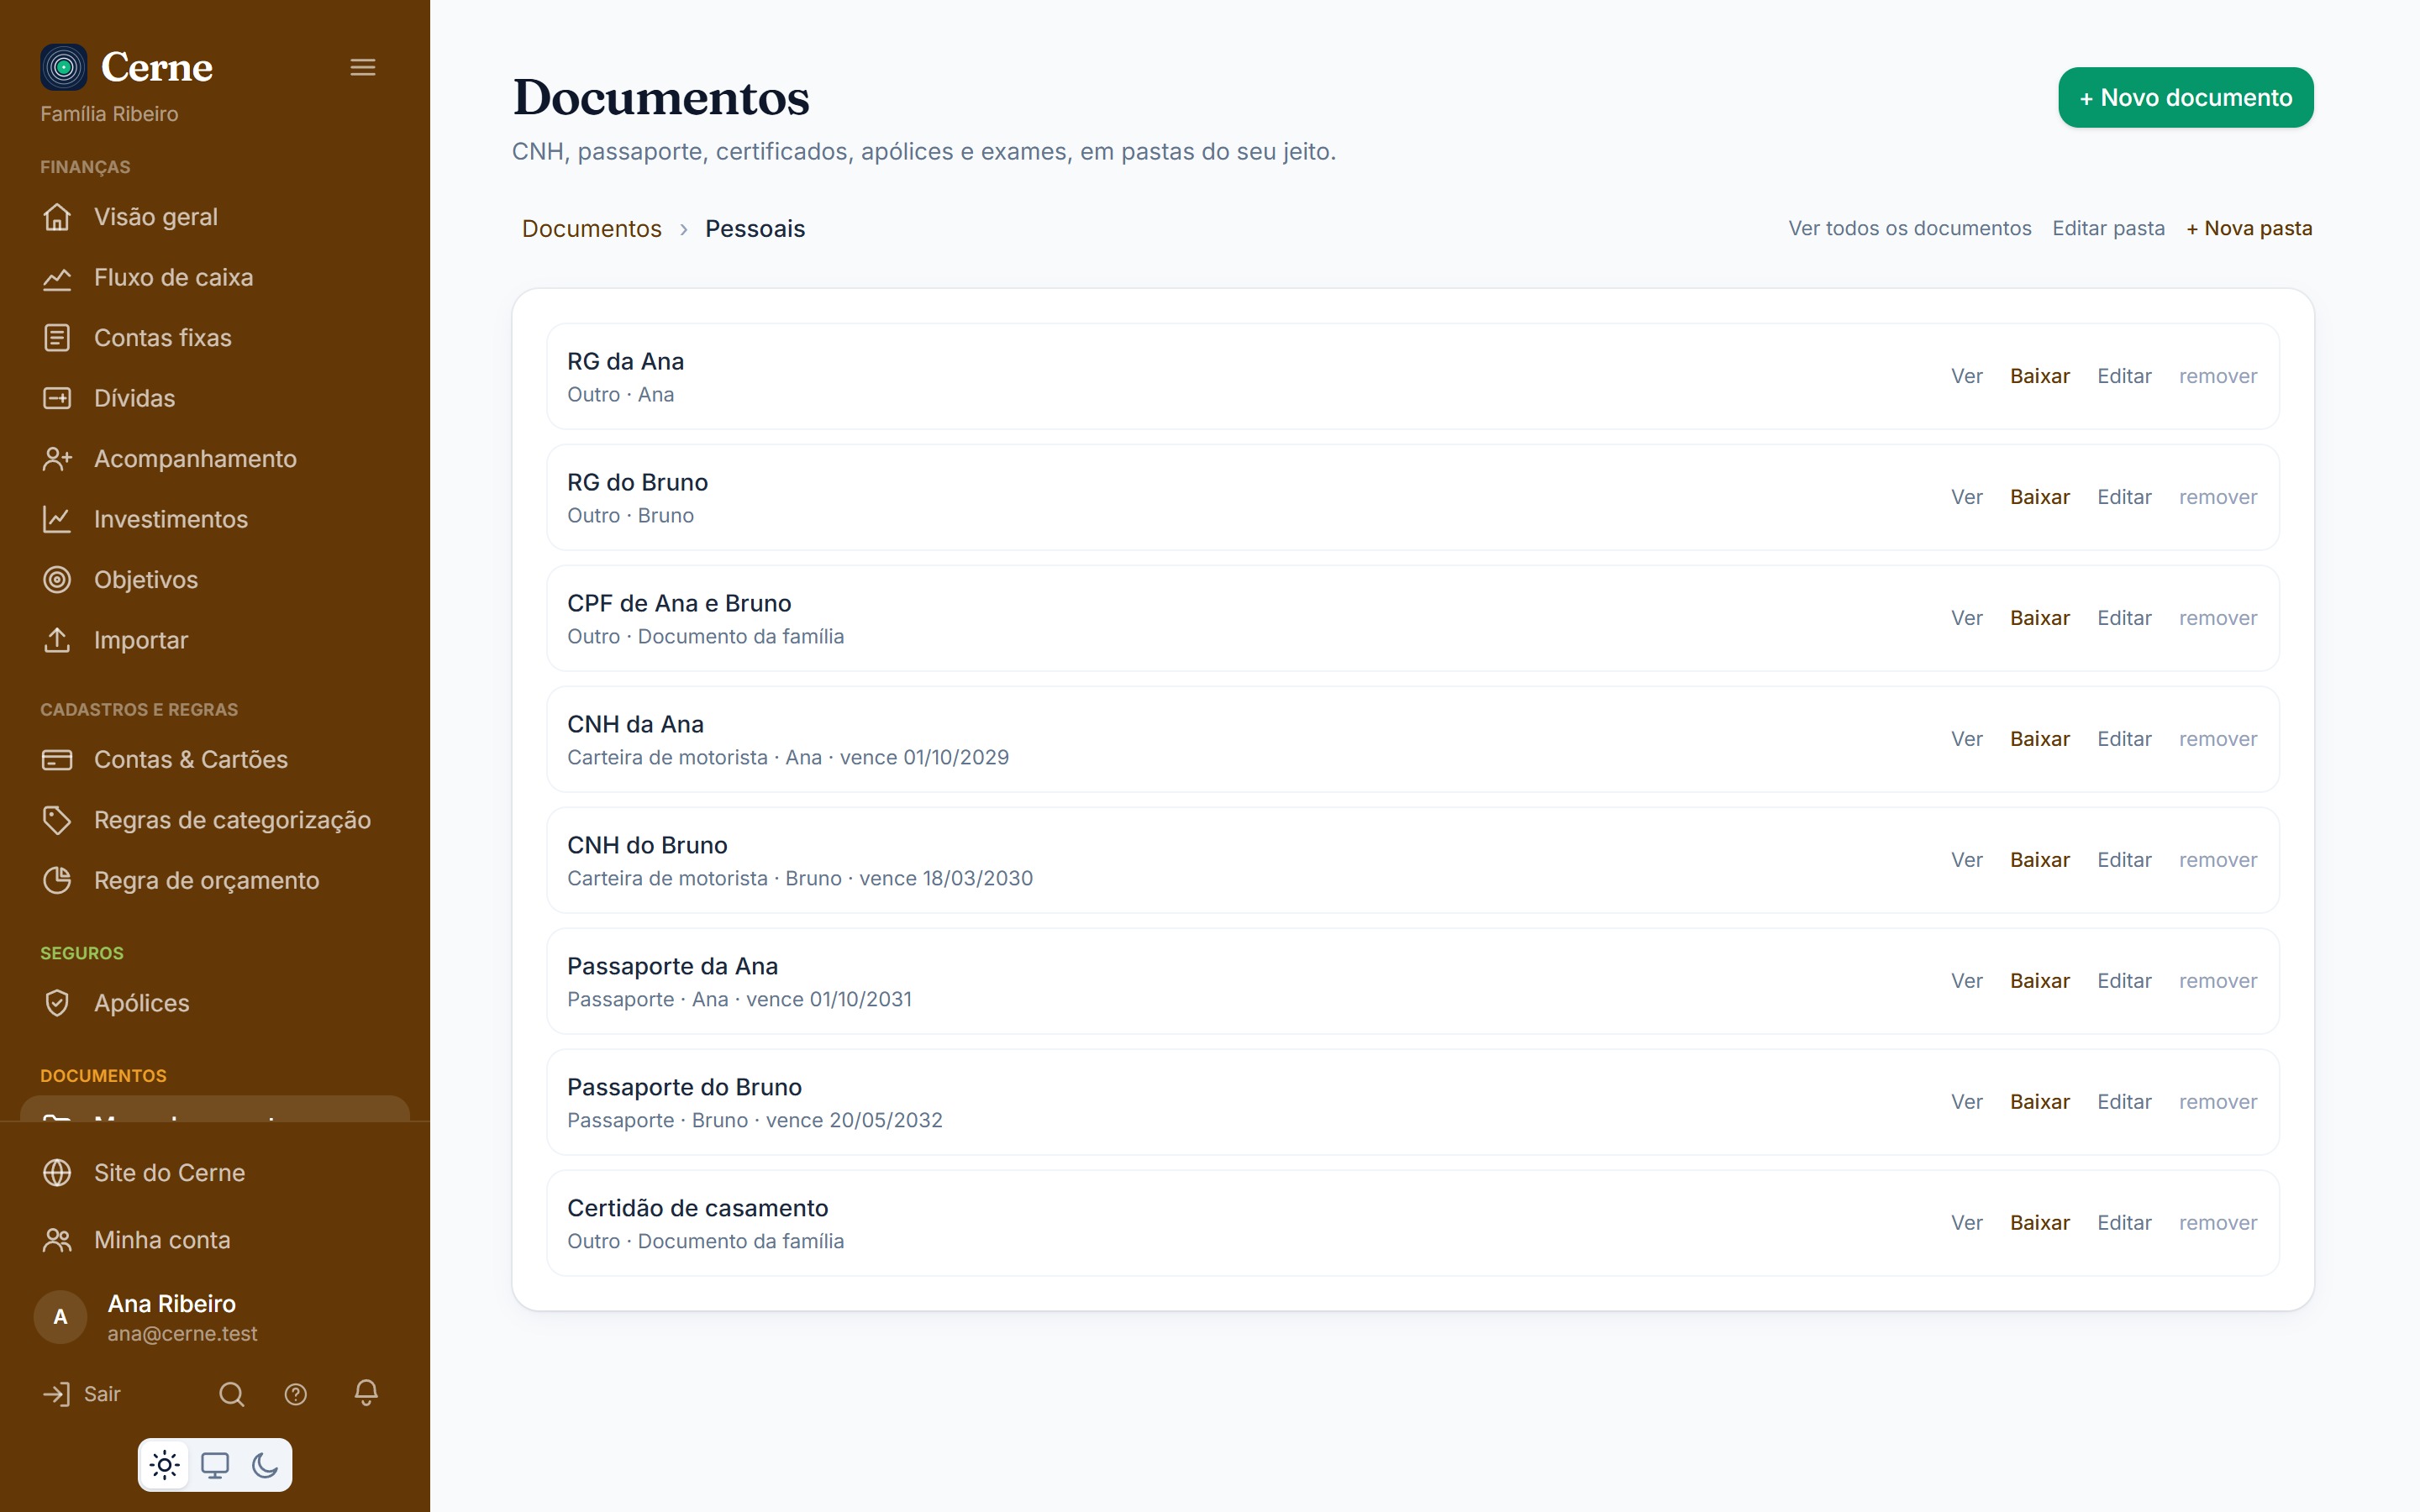 Cerne
Família Ribeiro
FINANÇAS
Visão geral
Fluxo de caixa
Contas fixas
Dívidas
Acompanhamento
Investimentos
Objetivos
Importar
CADASTROS E REGRAS
Contas & Cartões
Regras de categorização
Regra de orçamento
SEGUROS
Apólices
DOCUMENTOS
Site do Cerne
Minha conta
A
Ana Ribeiro
ana@cerne.test
Sair
Documentos
+ Novo documento
CNH, passaporte, certificados, apólices e exames, em pastas do seu jeito.
Documentos › Pessoais
Ver todos os documentos Editar pasta + Nova pasta
RG da Ana
Outro · Ana
Ver Baixar Editar remover
RG do Bruno
Outro · Bruno
Ver Baixar Editar remover
CPF de Ana e Bruno
Outro · Documento da família
Ver Baixar Editar remover
CNH da Ana
Carteira de motorista · Ana · vence 01/10/2029
Ver Baixar Editar remover
CNH do Bruno
Carteira de motorista · Bruno · vence 18/03/2030
Ver Baixar Editar remover
Passaporte da Ana
Passaporte · Ana · vence 01/10/2031
Ver Baixar Editar remover
Passaporte do Bruno
Passaporte · Bruno · vence 20/05/2032
Ver Baixar Editar remover
Certidão de casamento
Outro · Documento da família
Ver Baixar Editar remover